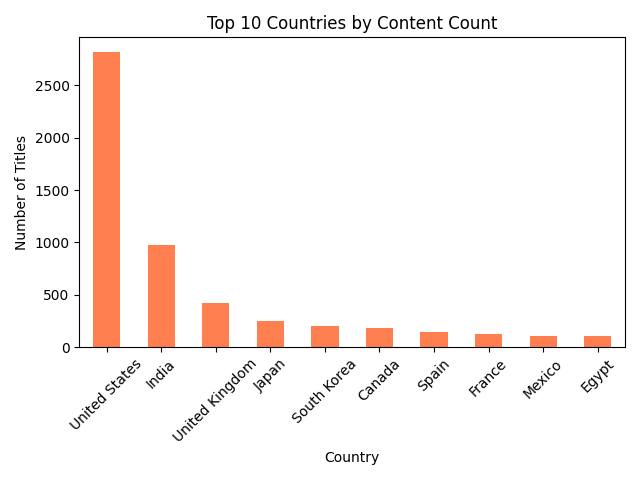 Top 10 Countries by Content Count
Number of Titles
2500
2000
1500
1000
500
0
United States
India
United Kingdom
Japan
South Korea
Canada
Spain
France
Mexico
Egypt
Country